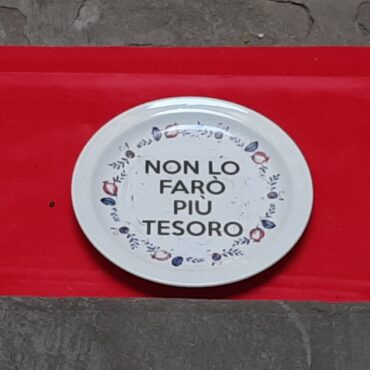 NON LO
FARÒ
PIÙ
TESORO